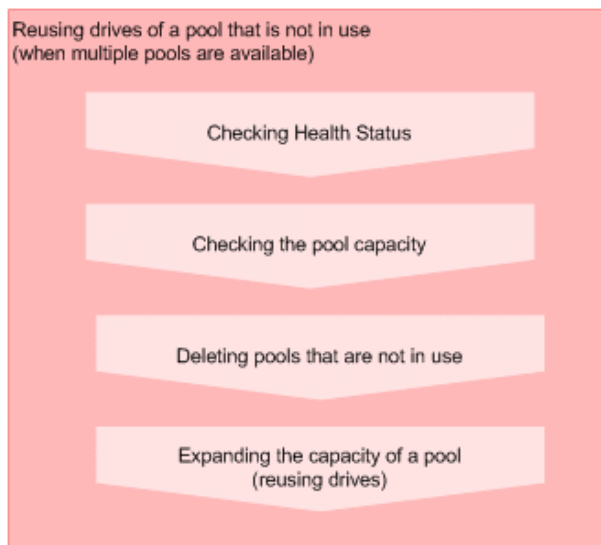 Reusing drives of a pool that is not in use
(when multiple pools are available)
Checking Health Status
Checking the pool capacity
Deleting pools that are not in use
Expanding the capacity of a pool
(reusing drives)